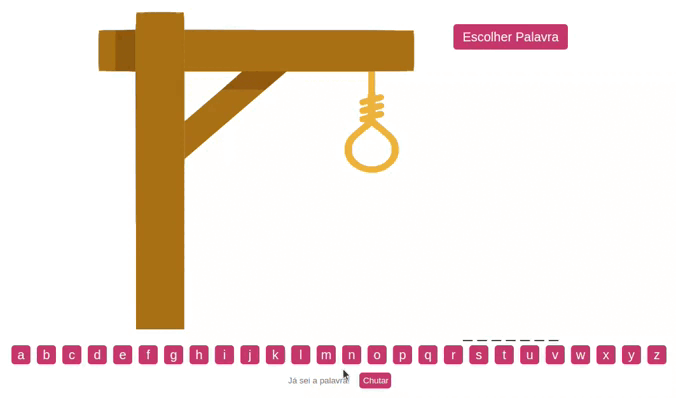 Escolher Palavra
_ _ _ _ _ _ _
a b c d e f g h i j k l m n o p q r s t u v w x y z
Já sei a palavra! Chutar